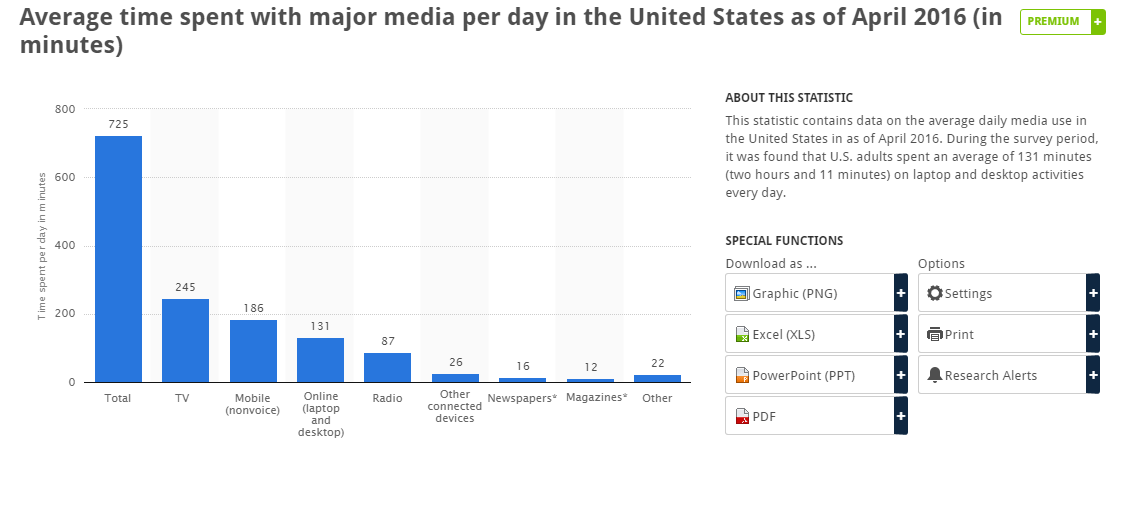 Average time spent with major media per day in the United States as of April 2016 (in
minutes)
PREMIUM +
Time spent per day in minutes
800
600
400
200
0
725
245
186
131
87
26
16
12
22
Total
TV
Mobile
(nonvoice)
Online
(laptop
and
desktop)
Radio
Other
connected
devices
Newspapers*
Magazines*
Other
ABOUT THIS STATISTIC
This statistic contains data on the average daily media use in
the United States in as of April 2016. During the survey period,
it was found that U.S. adults spent an average of 131 minutes
(two hours and 11 minutes) on laptop and desktop activities
every day.
SPECIAL FUNCTIONS
Download as ...
Graphic (PNG) +
Excel (XLS) +
PowerPoint (PPT) +
PDF +
Options
Settings +
Print +
Research Alerts +